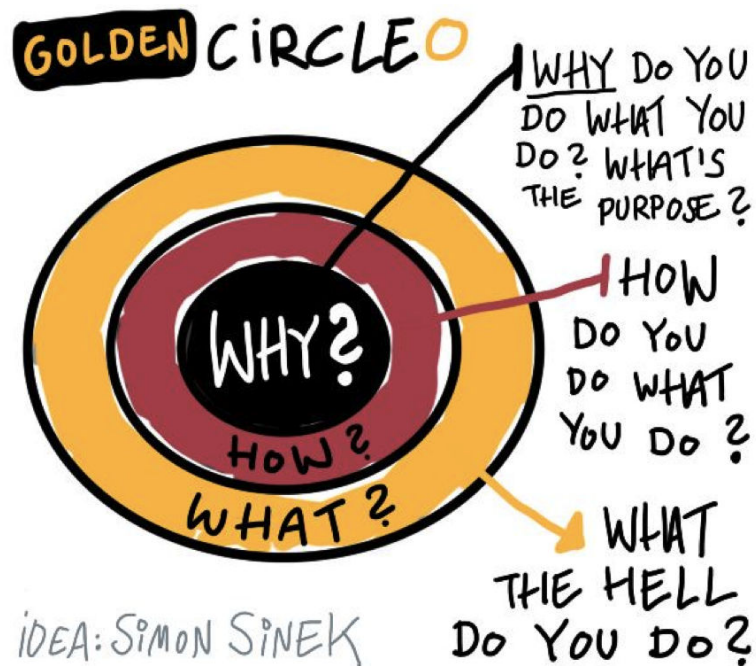 GOLDEN CiRCLE
WHY DO YOU
DO WHAT YOU
DO? WHAT'S
THE PURPOSE?
WHY?
HOW?
WHAT?
HOW
DO YOU
DO WHAT
YOU DO?
WHAT
THE HELL
DO YOU DO?
iDEA: SiMON SiNEK